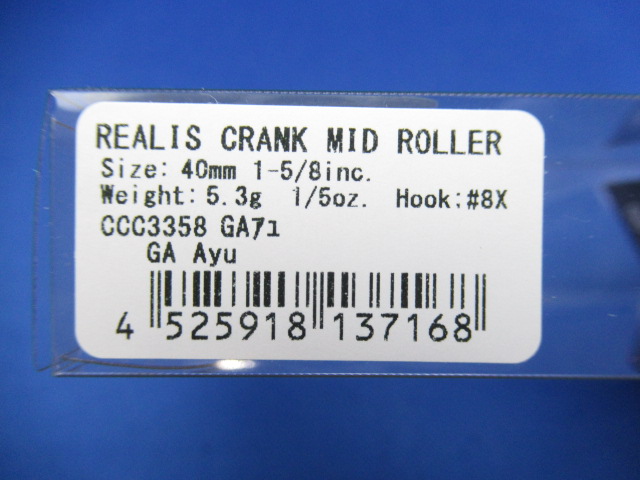 REALIS CRANK MID ROLLER
Size: 40mm 1-5/8inc.
Weight: 5.3g 1/5oz. Hook:#8X
CCC3358 GA71
GA Ayu
4 525918 137168